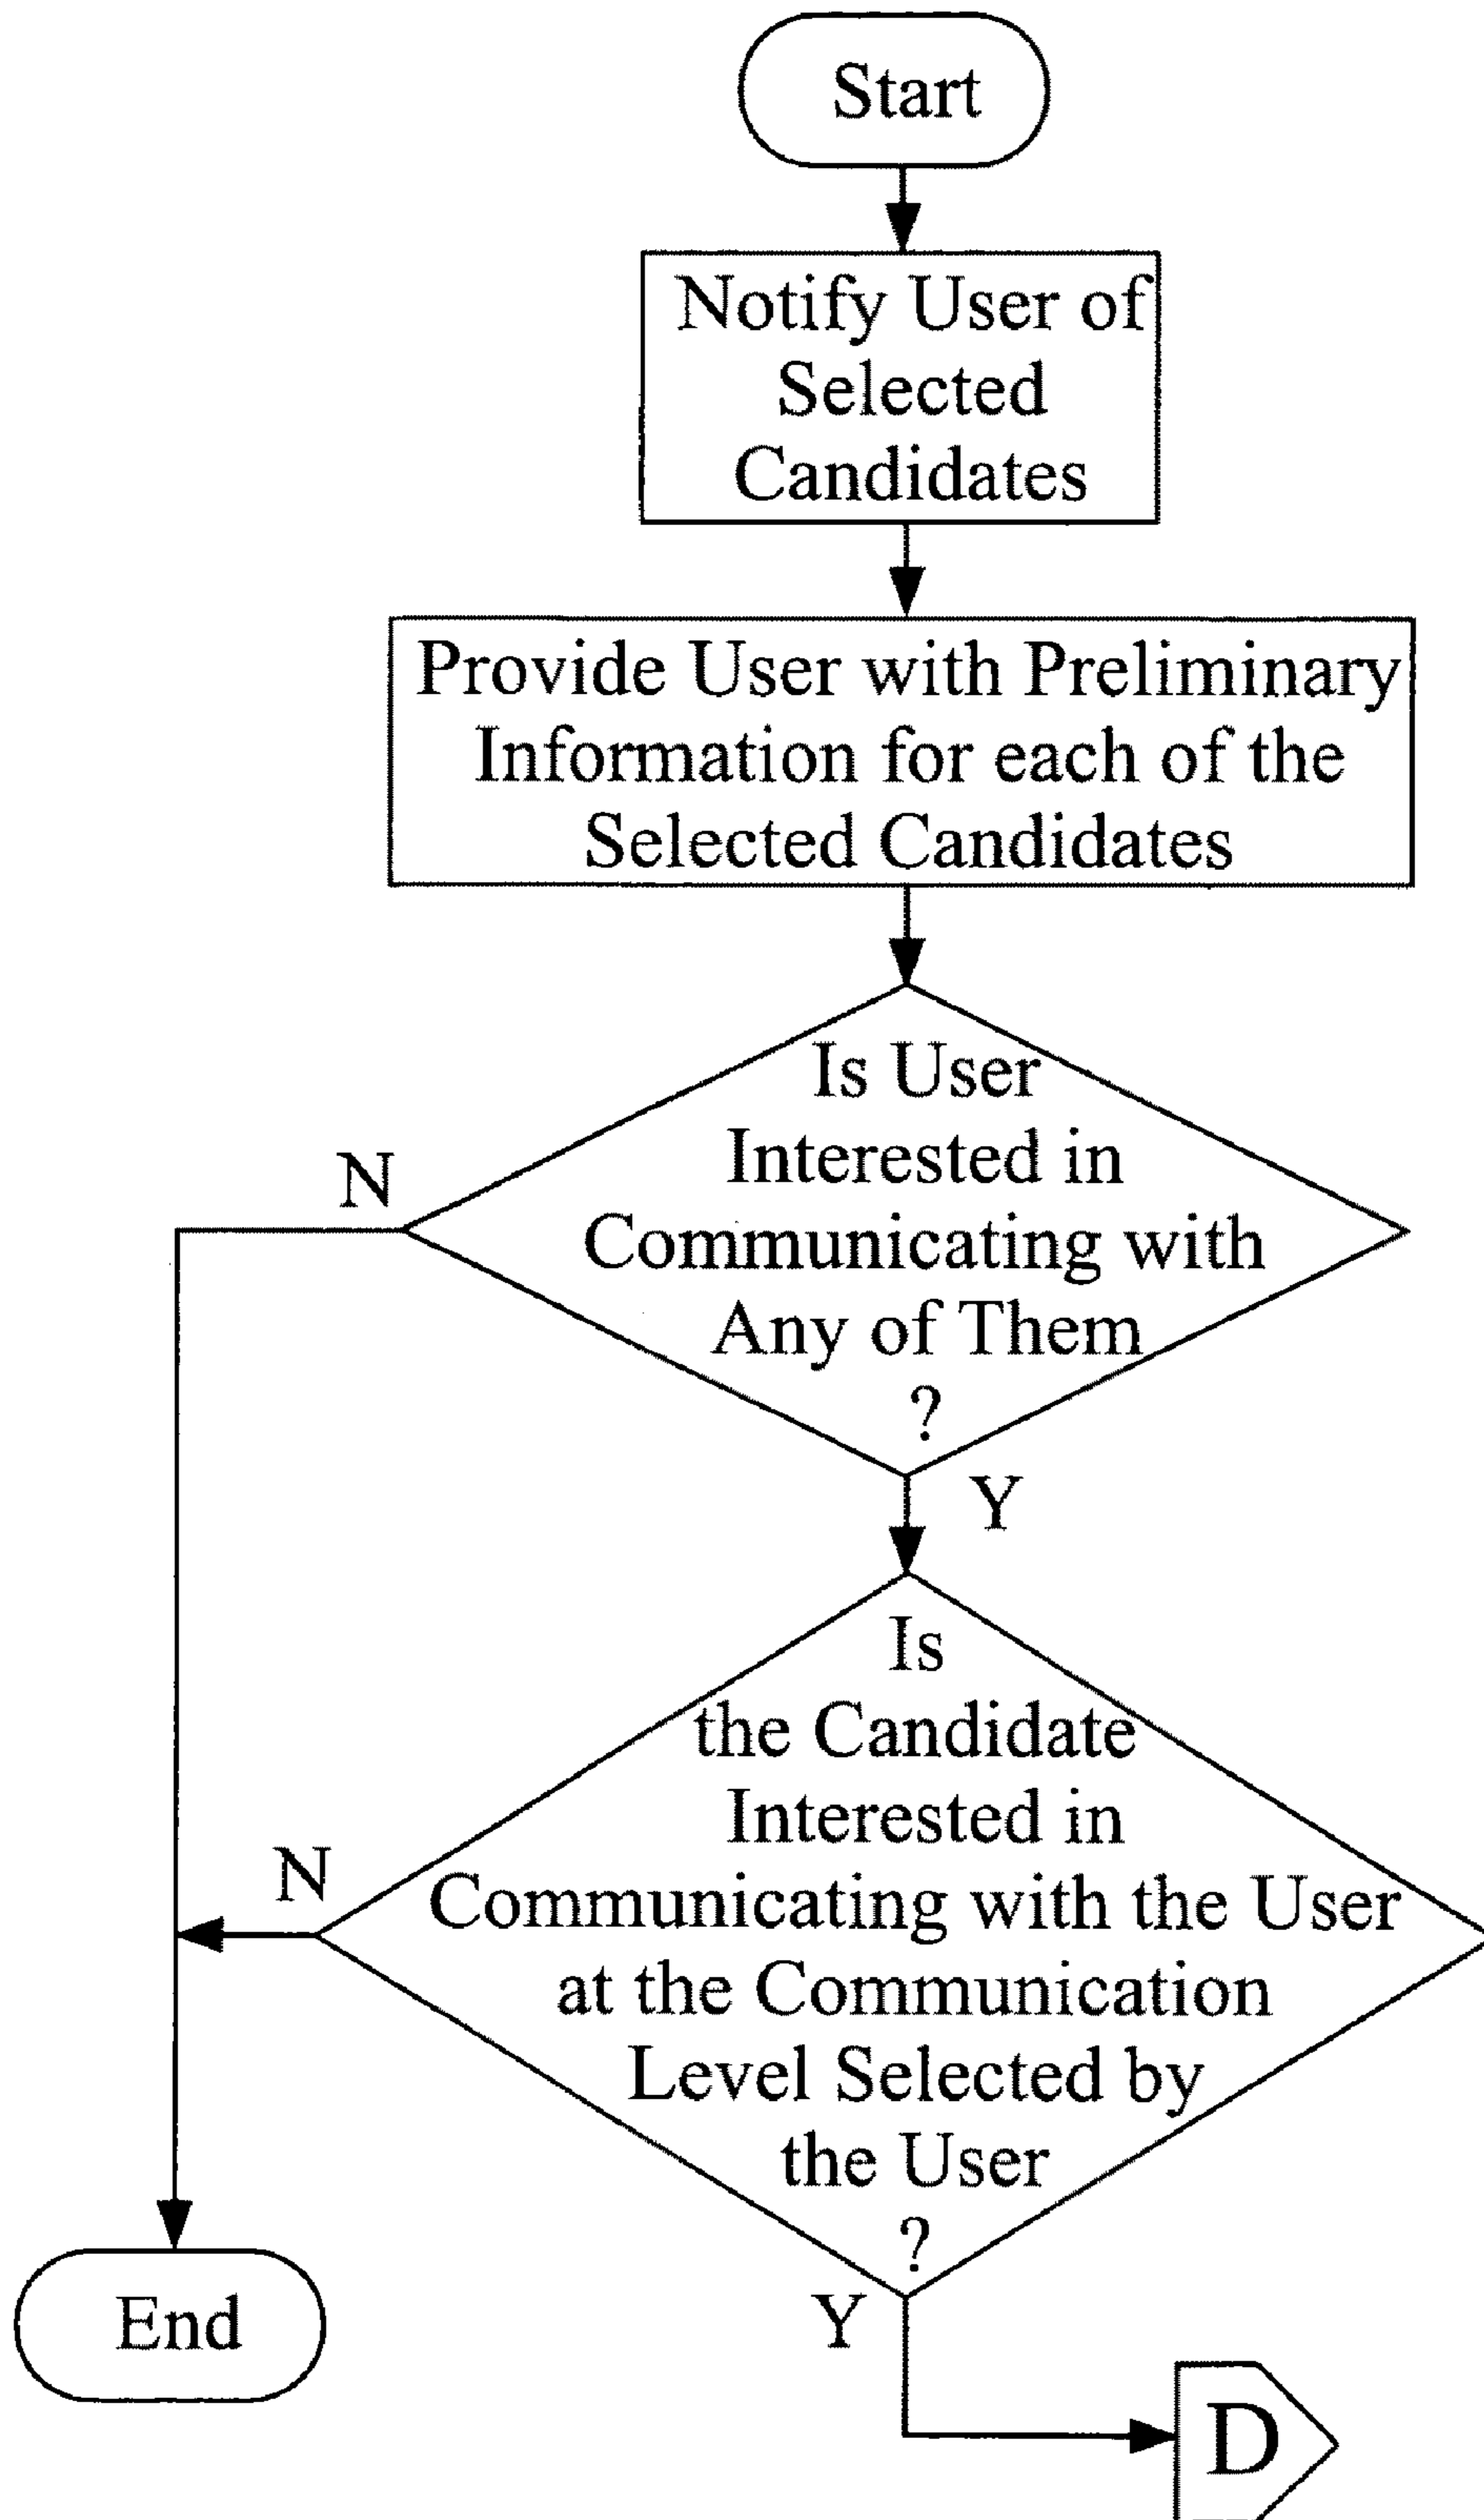 Start
Notify User of
Selected
Candidates
Provide User with Preliminary
Information for each of the
Selected Candidates
Is User
Interested in
Communicating with
Any of Them
?
N
Y
Is
the Candidate
Interested in
Communicating with the User
at the Communication
Level Selected by
the User
?
N
Y
End
D